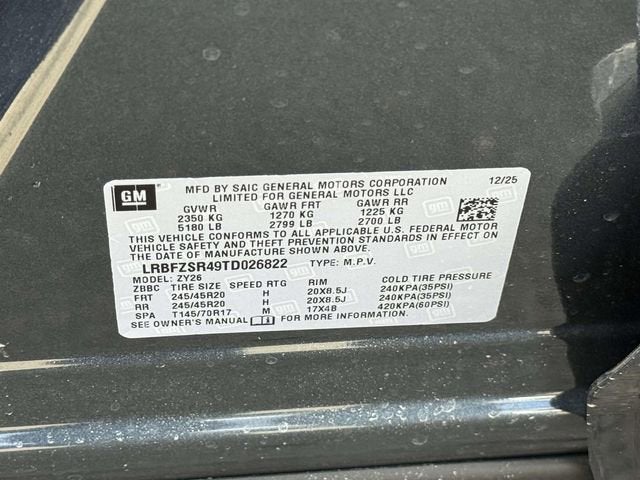 GM
MFD BY SAIC GENERAL MOTORS CORPORATION 12/25
LIMITED FOR GENERAL MOTORS LLC
GVWR GAWR FRT GAWR RR
2350 KG 1270 KG 1225 KG
5180 LB 2799 LB 2700 LB
THIS VEHICLE CONFORMS TO ALL APPLICABLE U.S. FEDERAL MOTOR
VEHICLE SAFETY AND THEFT PREVENTION STANDARDS IN EFFECT ON
THE DATE OF MANUFACTURE SHOWN ABOVE.
LRBFZSR49TD026822 TYPE: M.P.V.
MODEL: ZY26
ZBBC TIRE SIZE SPEED RTG RIM COLD TIRE PRESSURE
FRT 245/45R20 H 20X8.5J 240KPA(35PSI)
RR 245/45R20 H 20X8.5J 240KPA(35PSI)
SPA T145/70R17 M 17X4B 420KPA(60PSI)
SEE OWNER'S MANUAL FOR MORE INFORMATION.